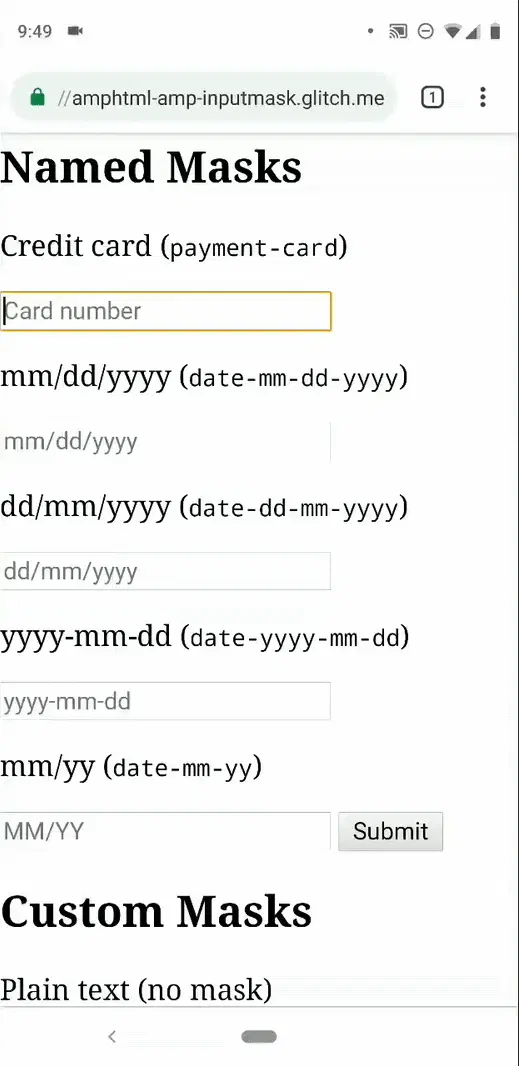 9:49
1
//amphtml-amp-inputmask.glitch.me
Named Masks
Credit card (payment-card)
Card number
mm/dd/yyyy (date-mm-dd-yyyy)
mm/dd/yyyy
dd/mm/yyyy (date-dd-mm-yyyy)
dd/mm/yyyy
yyyy-mm-dd (date-yyyy-mm-dd)
yyyy-mm-dd
mm/yy (date-mm-yy)
MM/YY Submit
Custom Masks
Plain text (no mask)